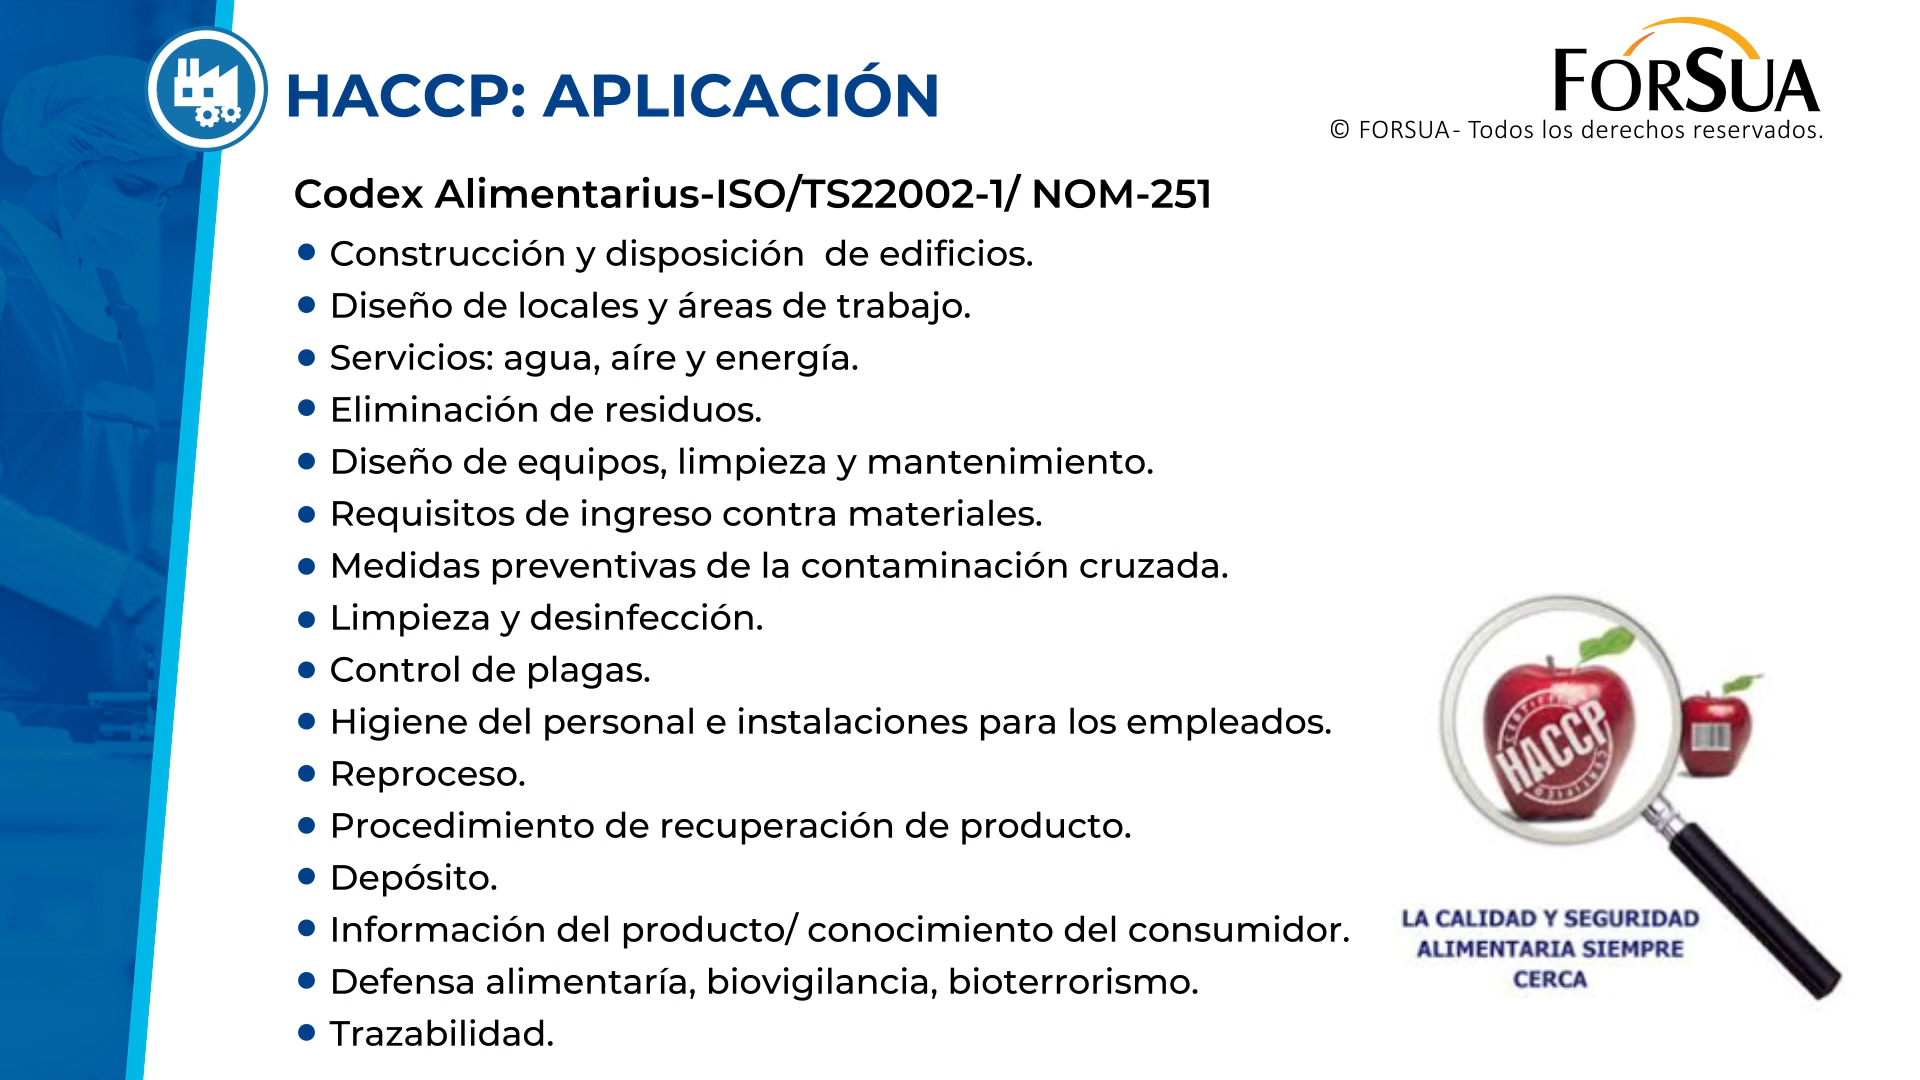 HACCP: APLICACIÓN
FORSUA
© FORSUA- Todos los derechos reservados.
Codex Alimentarius-ISO/TS22002-1/ NOM-251
Construcción y disposición  de edificios.
Diseño de locales y áreas de trabajo.
Servicios: agua, aíre y energía.
Eliminación de residuos.
Diseño de equipos, limpieza y mantenimiento.
Requisitos de ingreso contra materiales.
Medidas preventivas de la contaminación cruzada.
Limpieza y desinfección.
Control de plagas.
Higiene del personal e instalaciones para los empleados.
Reproceso.
Procedimiento de recuperación de producto.
Depósito.
Información del producto/ conocimiento del consumidor.
Defensa alimentaría, biovigilancia, bioterrorismo.
Trazabilidad.
HACCP
LA CALIDAD Y SEGURIDAD
ALIMENTARIA SIEMPRE
CERCA